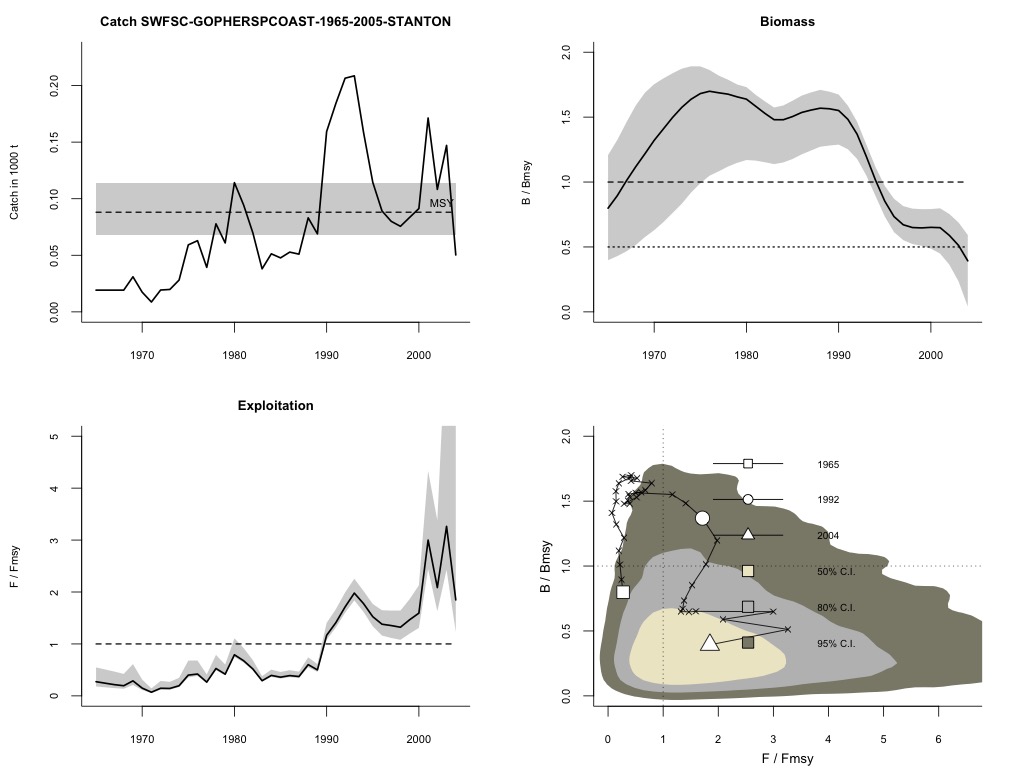 Catch SWFSC-GOPHERSPCOAST-1965-2005-STANTON
Catch in 1000 t
0.20
0.15
0.10
0.05
0.00
MSY
1970 1980 1990 2000
Biomass
B / Bmsy
2.0
1.5
1.0
0.5
0.0
1970 1980 1990 2000
Exploitation
F / Fmsy
5
4
3
2
1
0
1970 1980 1990 2000
B / Bmsy
2.0
1.5
1.0
0.5
0.0
1965
1992
2004
50% C.I.
80% C.I.
95% C.I.
0 1 2 3 4 5 6
F / Fmsy